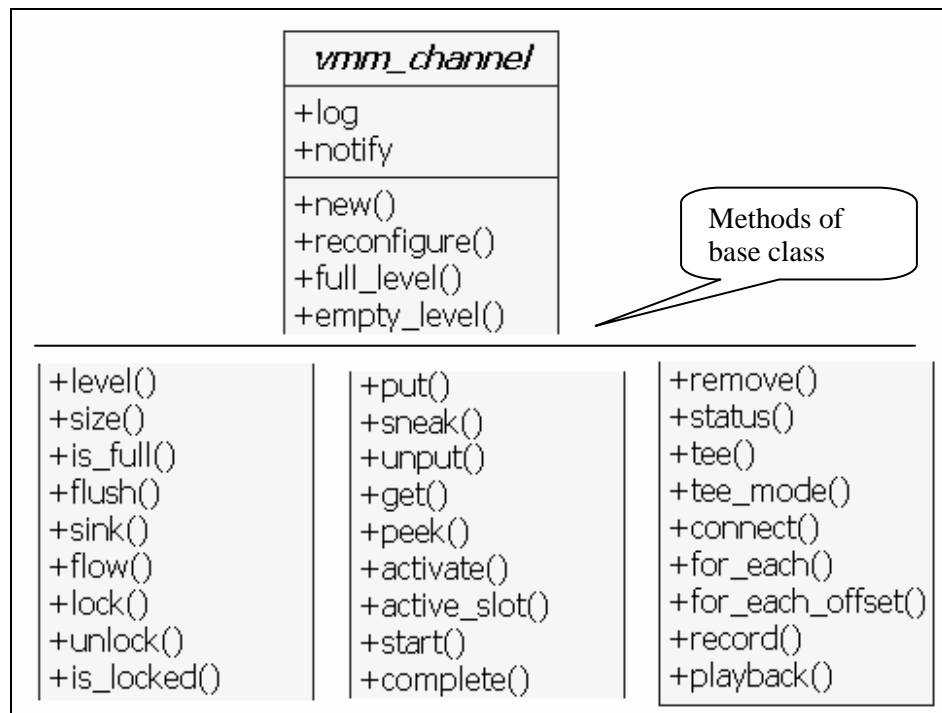 vmm_channel
+log
+notify
+new()
+reconfigure()
+full_level()
+empty_level()
Methods of
base class
+level()
+size()
+is_full()
+flush()
+sink()
+flow()
+lock()
+unlock()
+is_locked()
+put()
+sneak()
+unput()
+get()
+peek()
+activate()
+active_slot()
+start()
+complete()
+remove()
+status()
+tee()
+tee_mode()
+connect()
+for_each()
+for_each_offset()
+record()
+playback()